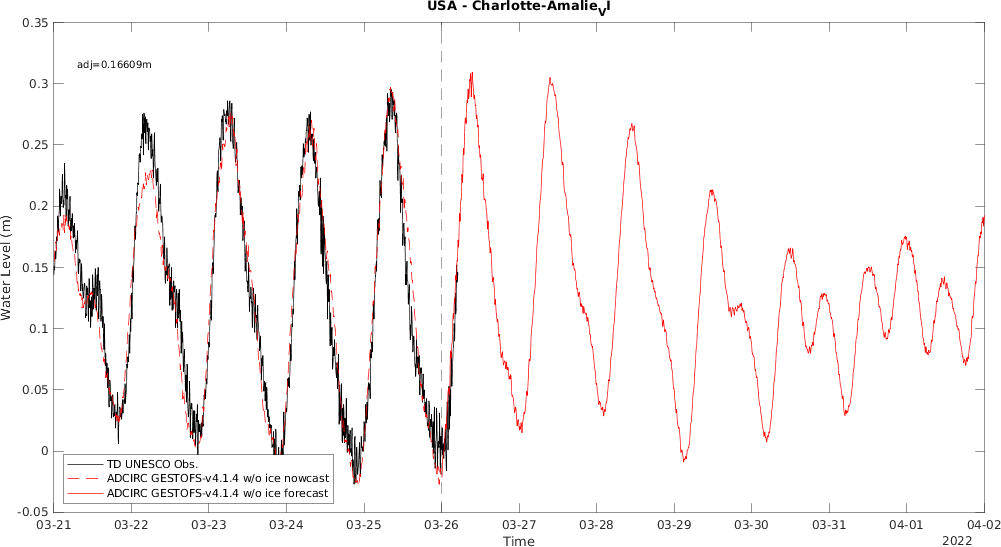 USA - Charlotte-Amalie_VI
0.35
adj=0.16609m
0.3
0.25
0.2
0.15
0.1
0.05
0
-0.05
Water Level (m)
TD UNESCO Obs.
ADCIRC GESTOFS-v4.1.4 w/o ice nowcast
ADCIRC GESTOFS-v4.1.4 w/o ice forecast
03-21 03-22 03-23 03-24 03-25 03-26 03-27 03-28 03-29 03-30 03-31 04-01 04-02
Time
2022